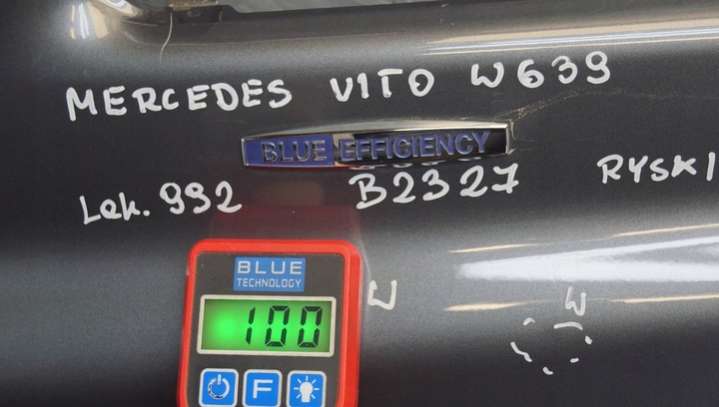 MERCEDES VITO W639
BLUE EFFICIENCY
Lek. 992 B2327 RYSKI
BLUE
TECHNOLOGY
W
W
100
F